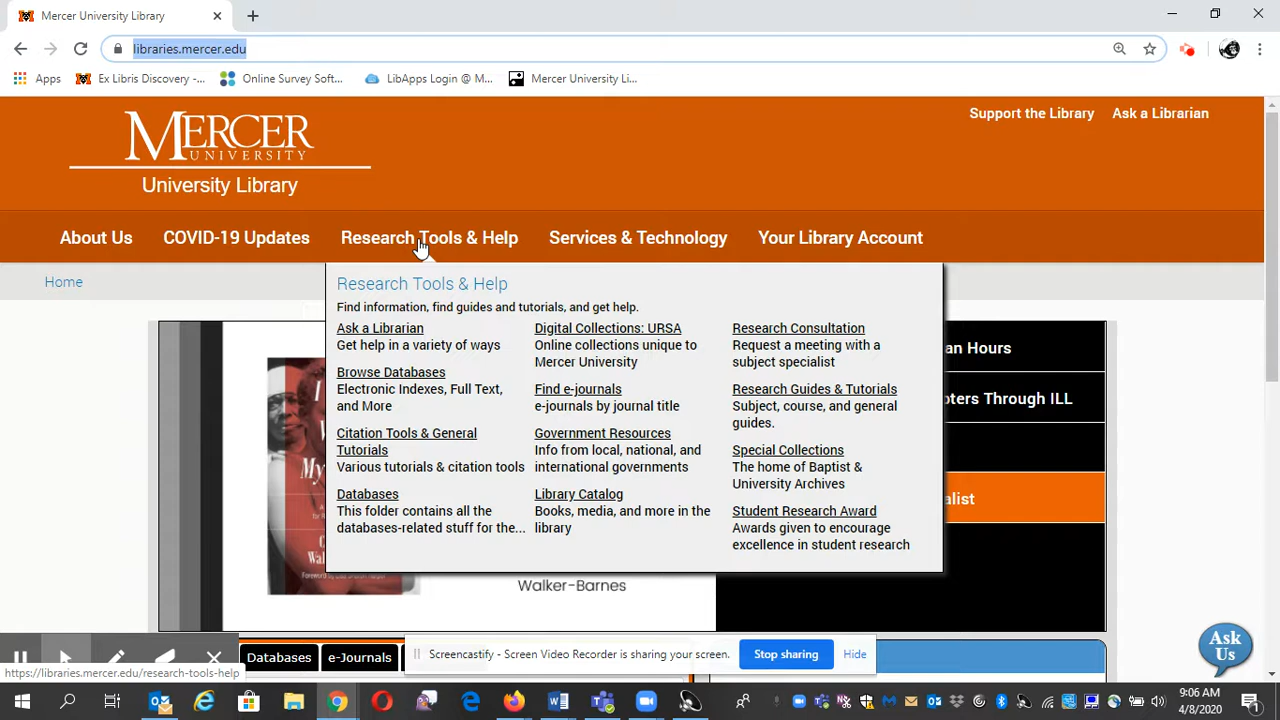 Mercer University Library
libraries.mercer.edu
Apps
Ex Libris Discovery -...
Online Survey Soft...
LibApps Login @ M...
Mercer University Li...
Support the Library
Ask a Librarian
MERCER
UNIVERSITY
University Library
About Us
COVID-19 Updates
Research Tools & Help
Services & Technology
Your Library Account
Home
Research Tools & Help
Find information, find guides and tutorials, and get help.
Ask a Librarian
Get help in a variety of ways
Browse Databases
Electronic Indexes, Full Text,
and More
Citation Tools & General
Tutorials
Various tutorials & citation tools
Databases
This folder contains all the
databases-related stuff for the...
Digital Collections: URSA
Online collections unique to
Mercer University
Find e-journals
e-journals by journal title
Government Resources
Info from local, national, and
international governments
Library Catalog
Books, media, and more in the
library
Research Consultation
Request a meeting with a
subject specialist
Research Guides & Tutorials
Subject, course, and general
guides.
Special Collections
The home of Baptist &
University Archives
Student Research Award
Awards given to encourage
excellence in student research
an Hours
ters Through ILL
alist
Walker-Barnes
Databases
e-Journals
Screencastify - Screen Video Recorder is sharing your screen.
Stop sharing
Hide
Ask
Us
https://libraries.mercer.edu/research-tools-help
9:06 AM
4/8/2020